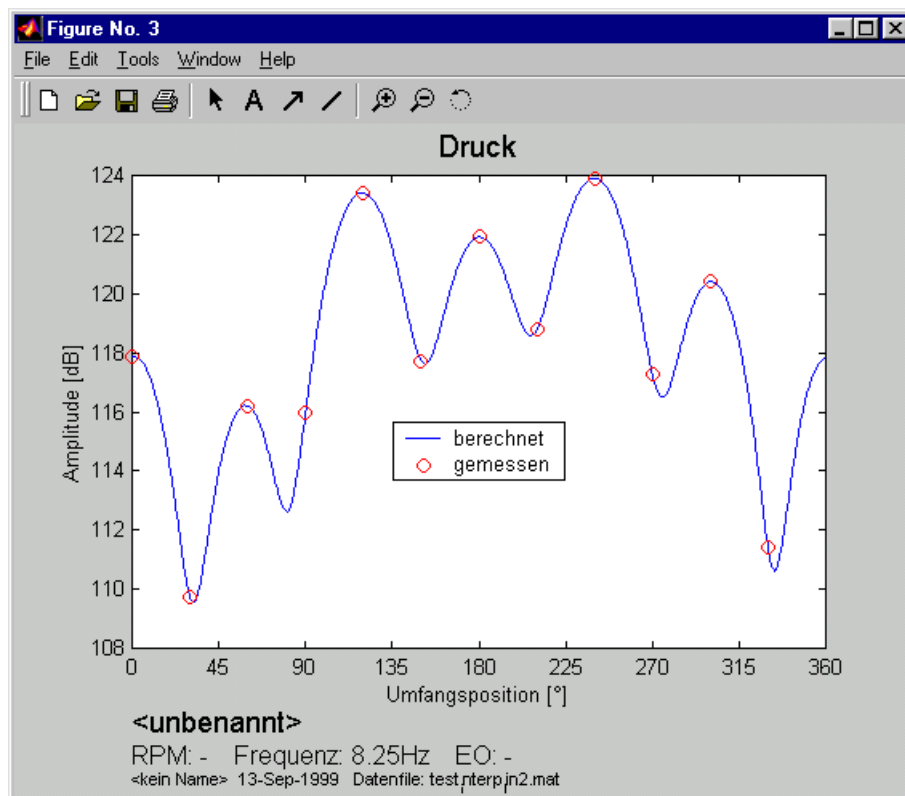 Figure No. 3
File Edit Tools Window Help
A
Druck
124
122
120
118
116
114
112
110
108
Amplitude [dB]
berechnet
gemessen
0 45 90 135 180 225 270 315 360
Umfangsposition [°]
<unbenannt>
RPM: - Frequenz: 8.25Hz EO: -
<kein Name> 13-Sep-1999 Datenfile: